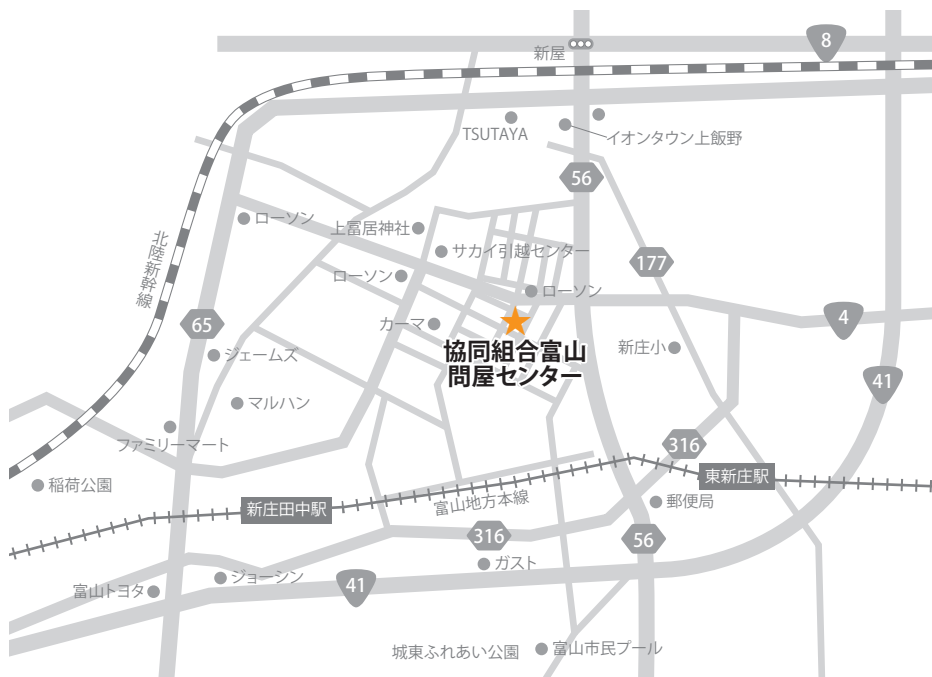 8
新屋
TSUTAYA
イオンタウン上飯野
56
ローソン
上冨居神社
サカイ引越センター
北陸新幹線
177
ローソン
ローソン
65
カーマ
4
協同組合富山
問屋センター
新庄小
ジェームズ
41
マルハン
ファミリーマート
316
稲荷公園
東新庄駅
新庄田中駅
富山地方本線
郵便局
316
56
ガスト
ジョーシン
富山トヨタ
41
城東ふれあい公園
富山市民プール